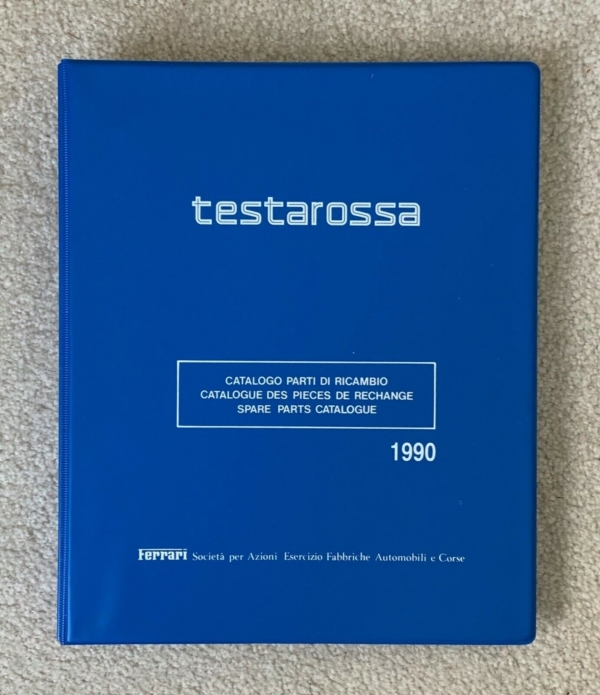 testarossa
CATALOGO PARTI DI RICAMBIO
CATALOGUE DES PIECES DE RECHANGE
SPARE PARTS CATALOGUE
1990
Ferrari Società per Azioni Esercizio Fabbriche Automobili e Corse